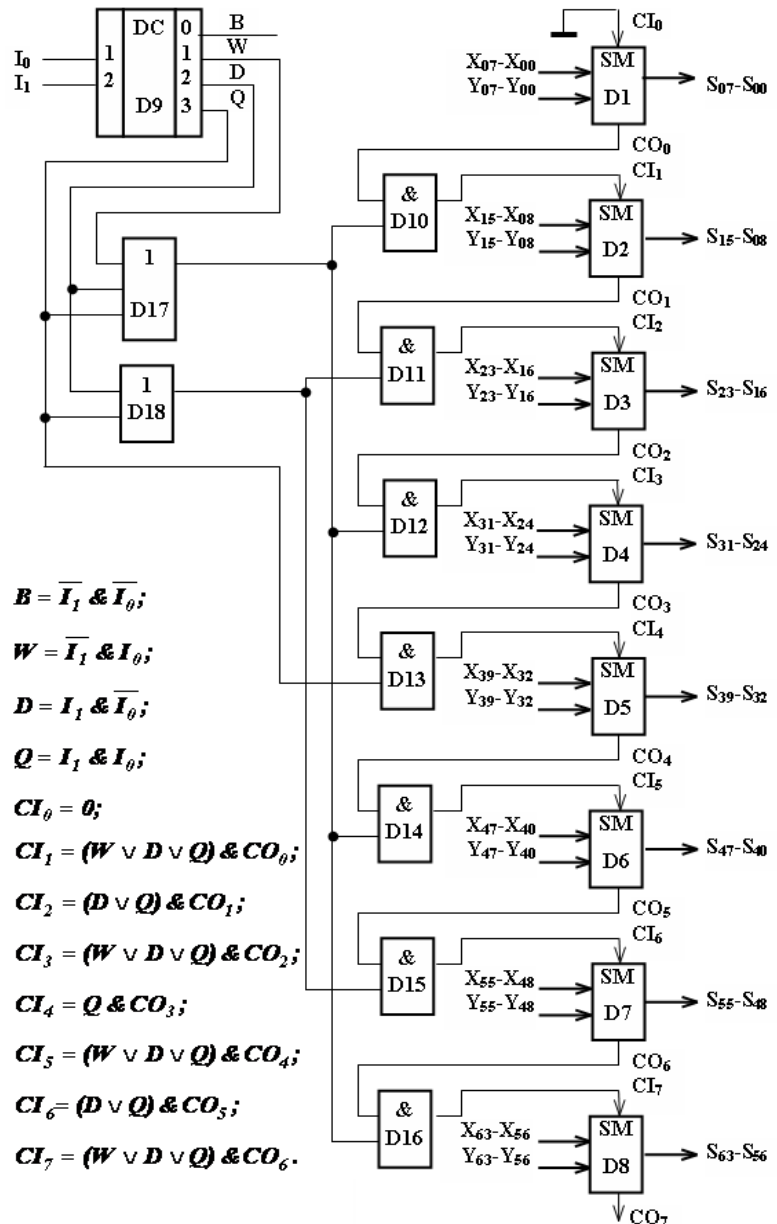 DC
0
B
1
W
2
D
3
Q
1
2
D9
I₀
I₁
1
D17
1
D18
CI₀
SM
D1
X₀₇-X₀₀
Y₀₇-Y₀₀
S₀₇-S₀₀
CO₀
CI₁
&
D10
SM
D2
X₁₅-X₀₈
Y₁₅-Y₀₈
S₁₅-S₀₈
CO₁
CI₂
&
D11
SM
D3
X₂₃-X₁₆
Y₂₃-Y₁₆
S₂₃-S₁₆
CO₂
CI₃
&
D12
SM
D4
X₃₁-X₂₄
Y₃₁-Y₂₄
S₃₁-S₂₄
CO₃
CI₄
&
D13
SM
D5
X₃₉-X₃₂
Y₃₉-Y₃₂
S₃₉-S₃₂
CO₄
CI₅
&
D14
SM
D6
X₄₇-X₄₀
Y₄₇-Y₄₀
S₄₇-S₄₀
CO₅
CI₆
&
D15
SM
D7
X₅₅-X₄₈
Y₅₅-Y₄₈
S₅₅-S₄₈
CO₆
CI₇
&
D16
SM
D8
X₆₃-X₅₆
Y₆₃-Y₅₆
S₆₃-S₅₆
CO₇
B = I̅₁ & I̅₀;
W = I̅₁ & I₀;
D = I₁ & I̅₀;
Q = I₁ & I₀;
CI₀ = 0;
CI₁ = (W ∨ D ∨ Q) & CO₀;
CI₂ = (D ∨ Q) & CO₁;
CI₃ = (W ∨ D ∨ Q) & CO₂;
CI₄ = Q & CO₃;
CI₅ = (W ∨ D ∨ Q) & CO₄;
CI₆= (D ∨ Q) & CO₅;
CI₇ = (W ∨ D ∨ Q) & CO₆.